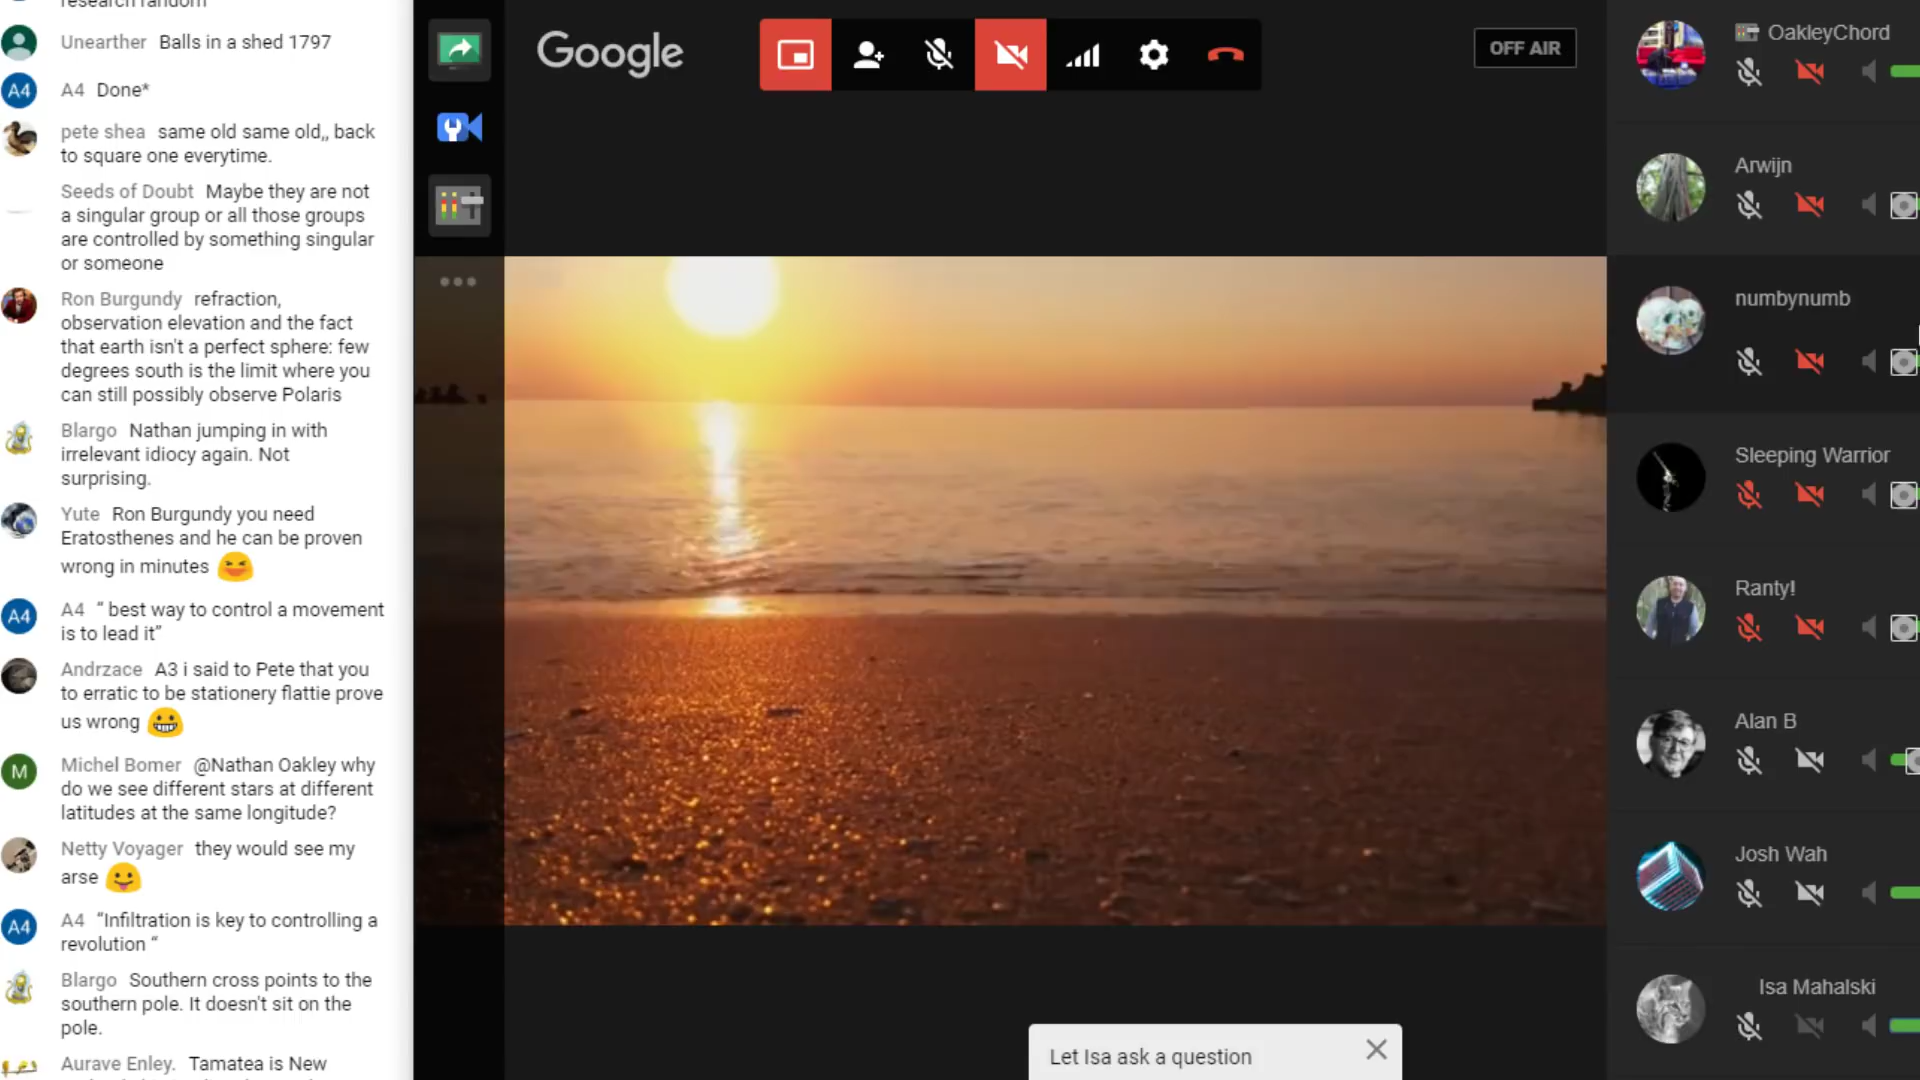 research random
Unearther Balls in a shed 1797
A4 A4 Done*
pete shea same old same old,, back
to square one everytime.
Seeds of Doubt Maybe they are not
a singular group or all those groups
are controlled by something singular
or someone
Ron Burgundy refraction,
observation elevation and the fact
that earth isn't a perfect sphere: few
degrees south is the limit where you
can still possibly observe Polaris
Blargo Nathan jumping in with
irrelevant idiocy again. Not
surprising.
Yute Ron Burgundy you need
Eratosthenes and he can be proven
wrong in minutes
A4 A4 “ best way to control a movement
is to lead it”
Andrzace A3 i said to Pete that you
to erratic to be stationery flattie prove
us wrong
M Michel Bomer @Nathan Oakley why
do we see different stars at different
latitudes at the same longitude?
Netty Voyager they would see my
arse
A4 A4 “Infiltration is key to controlling a
revolution “
Blargo Southern cross points to the
southern pole. It doesn't sit on the
pole.
Aurave Enley. Tamatea is New
Google
OFF AIR
Let Isa ask a question
OakleyChord
Arwijn
numbynumb
Sleeping Warrior
Ranty!
Alan B
Josh Wah
Isa Mahalski